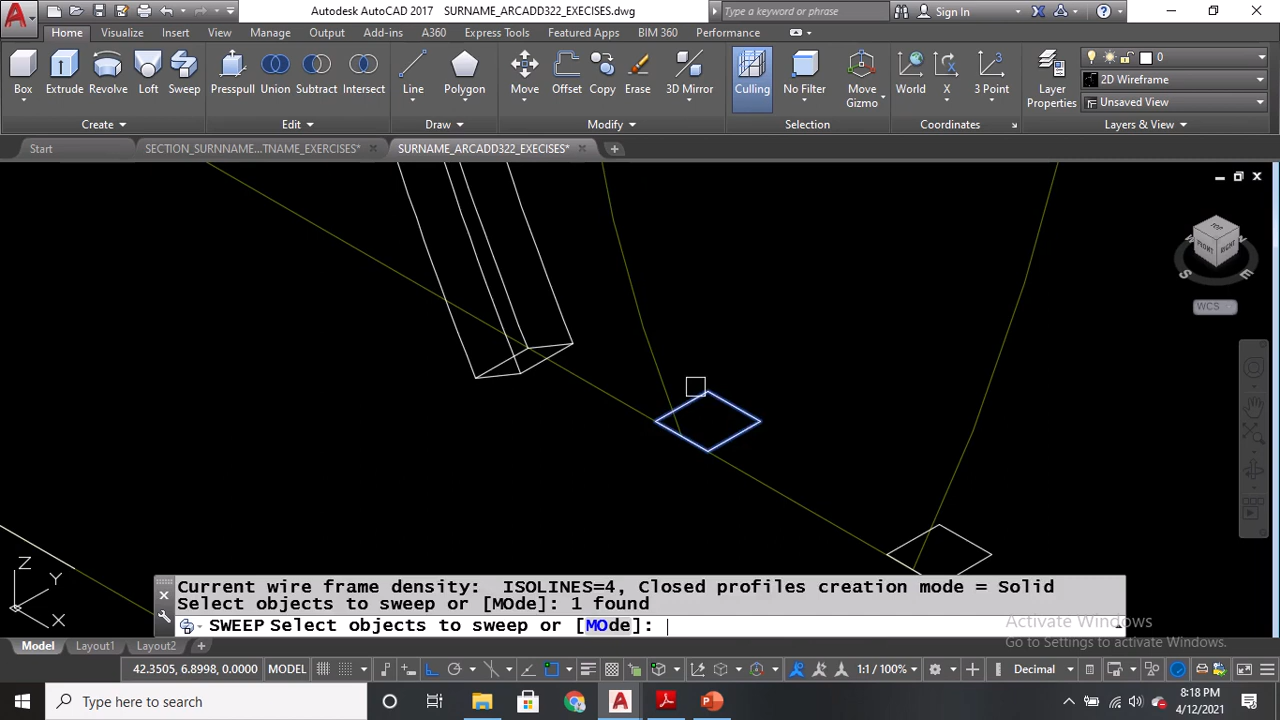 Autodesk AutoCAD 2017 SURNAME_ARCADD322_EXECISES.dwg
Type a keyword or phrase
Sign In
Home Visualize Insert View Manage Output Add-ins A360 Express Tools Featured Apps BIM 360 Performance
Box Extrude Revolve Loft Sweep
Presspull Union Subtract Intersect
Line Polygon
Move Offset Copy Erase 3D Mirror
Culling No Filter Move Gizmo
World X 3 Point
Layer Properties
0
2D Wireframe
Unsaved View
Create Edit Draw Modify Selection Coordinates Layers & View
Start SECTION_SURNNAME...TNAME_EXERCISES* SURNAME_ARCADD322_EXECISES*
TOP
FRONT RIGHT
W S E
WCS
Z
Y
X
Current wire frame density: ISOLINES=4, Closed profiles creation mode = Solid
Select objects to sweep or [MOde]: 1 found
SWEEP Select objects to sweep or [MOde]:
Activate Windows
Go to Settings to activate Windows.
Model Layout1 Layout2
42.3505, 6.8998, 0.0000 MODEL 1:1 / 100% Decimal
Type here to search
8:18 PM
4/12/2021